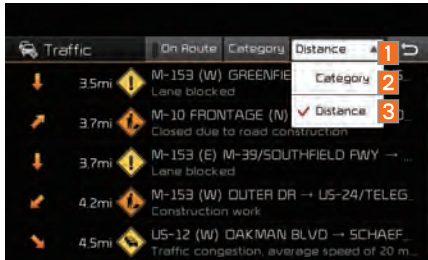 Traffic On Route Category Distance 1
3.5mi M-153 (W) GREENFIE
Lane blocked
Category 2
3.7mi M-10 FRONTAGE (N)
Closed due to road construction
Distance 3
3.7mi M-153 (E) M-39/SOUTHFIELD FWY → ...
Lane blocked
4.2mi M-153 (W) OUTER DR → US-24/TELEG...
Construction work
4.5mi US-12 (W) OAKMAN BLVD → SCHAEF...
Traffic congestion, average speed of 20 m...